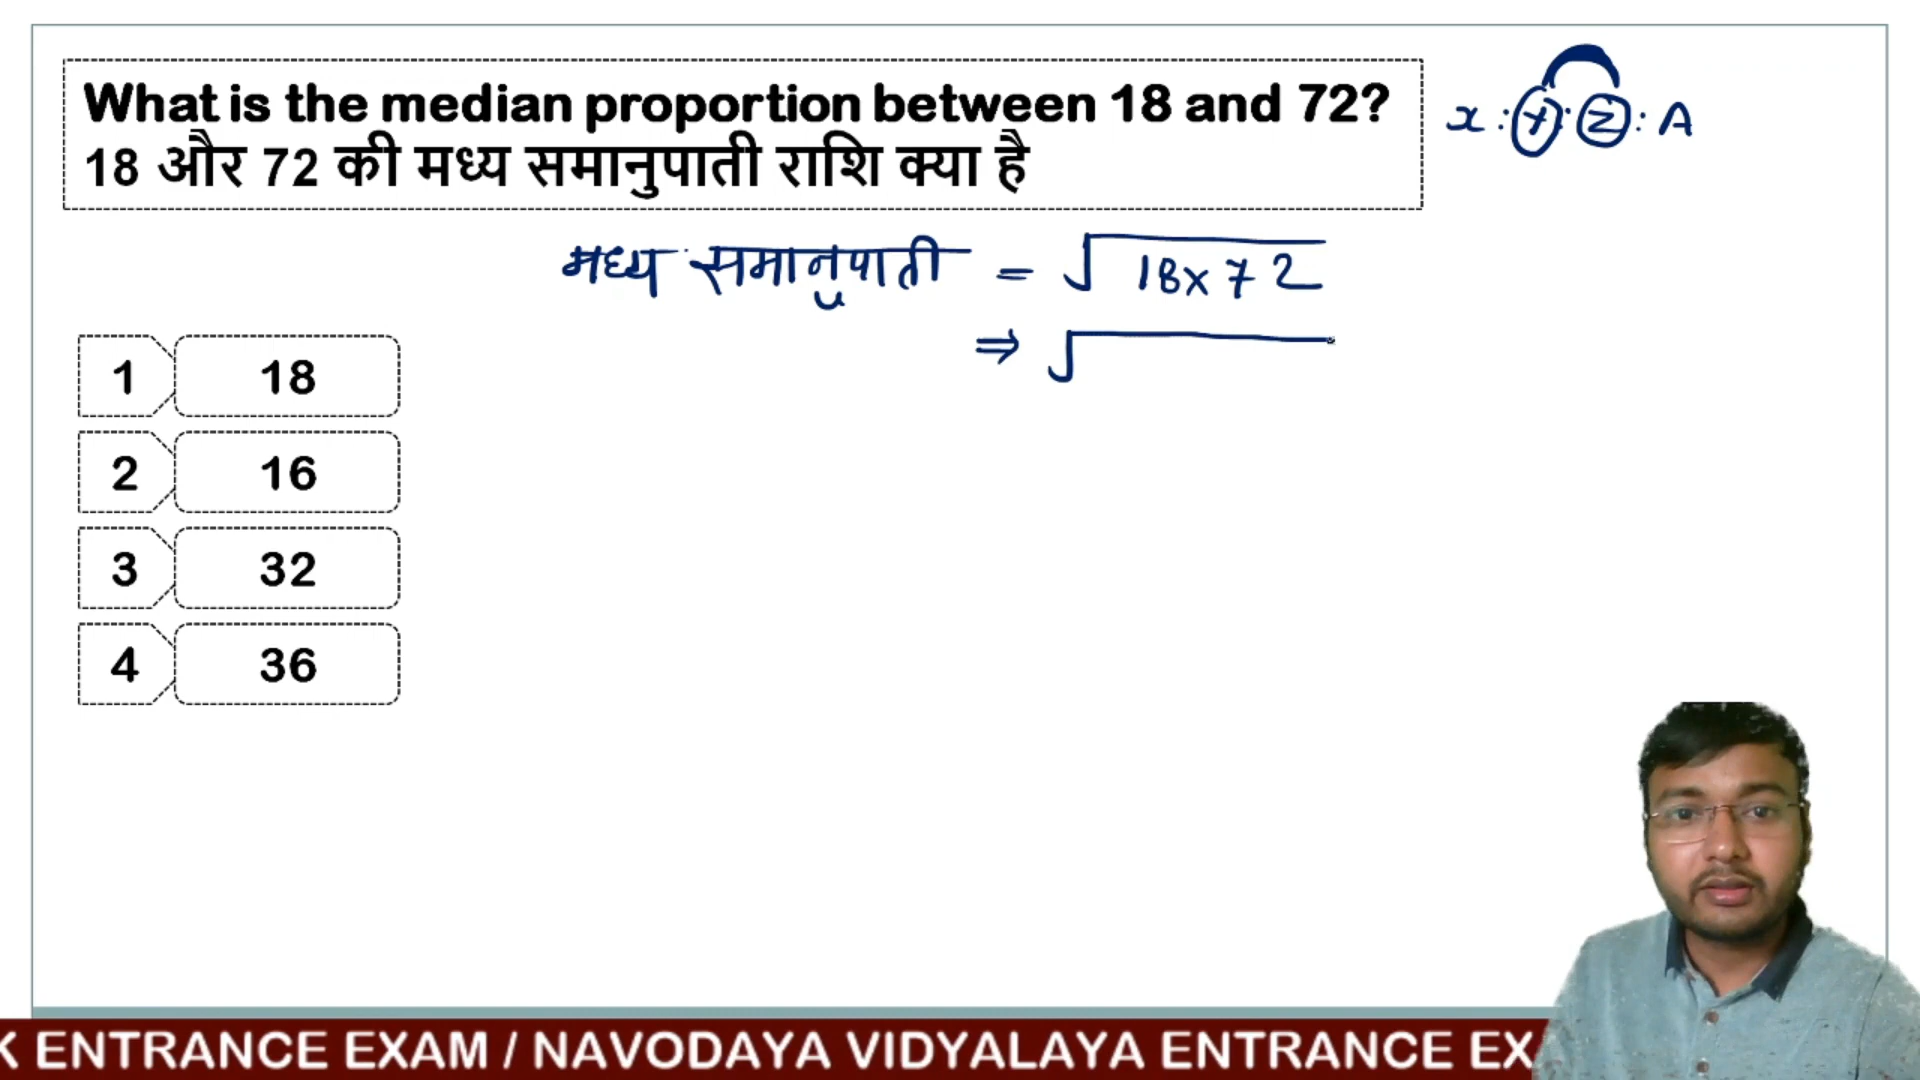 What is the median proportion between 18 and 72?
18 और 72 की मध्य समानुपाती राशि क्या है
x : Y : Z : A
मध्य समानुपाती = √18x72
⇒ √
1 18
2 16
3 32
4 36
K ENTRANCE EXAM / NAVODAYA VIDYALAYA ENTRANCE EX